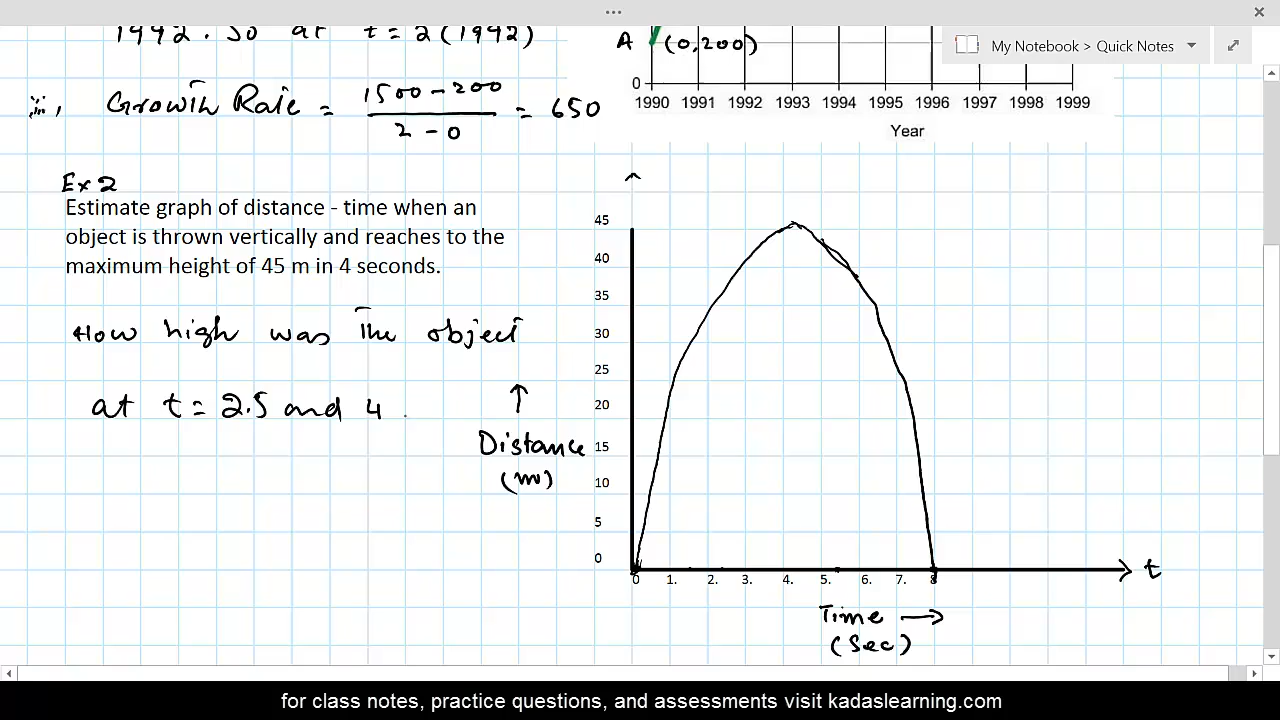 1992.50 at t=2(1992)
A (0,200)
My Notebook > Quick Notes
iii, Growth Rate = 1500-200 / 2-0 = 650
0
1990 1991 1992 1993 1994 1995 1996 1997 1998 1999
Year
Ex 2
Estimate graph of distance - time when an
object is thrown vertically and reaches to the
maximum height of 45 m in 4 seconds.
How high was the object
at t=2.5 and 4.
Distance
(m)
45
40
35
30
25
20
15
10
5
0
0 1. 2. 3. 4. 5. 6. 7. 8
t
Time →
(Sec)
for class notes, practice questions, and assessments visit kadaslearning.com